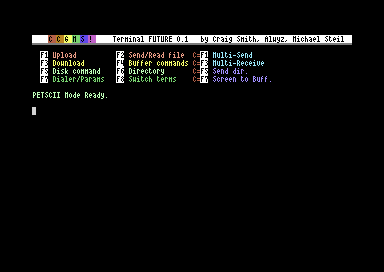 CCGMS! Terminal FUTURE 0.1 by Craig Smith, Alwyz, Michael Steil
F1 Upload F2 Send/Read file C=F1 Multi-Send
F3 Download F4 Buffer commands C=F3 Multi-Receive
F5 Disk command F6 Directory C=F5 Send dir.
F7 Dialer/Params F8 Switch terms C=F7 Screen to Buff.
PETSCII Mode Ready.